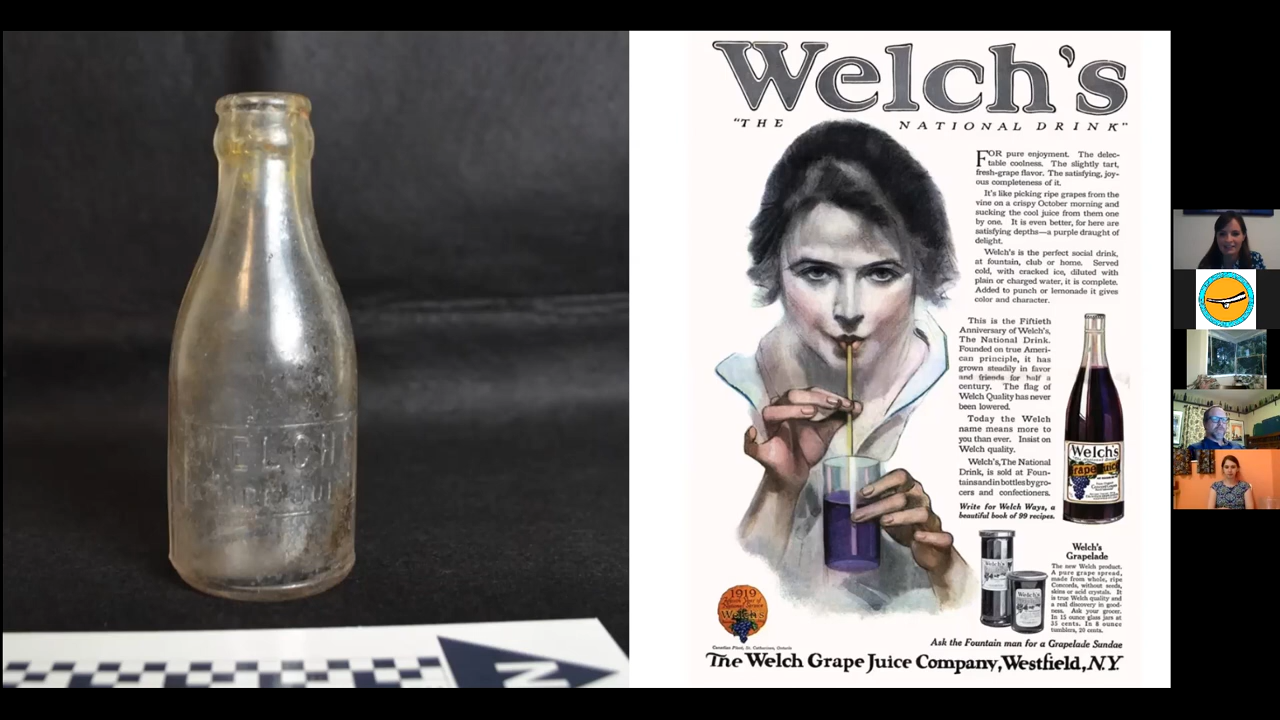 Welch's
"THE NATIONAL DRINK"
FOR pure enjoyment. The delec-
table coolness. The slightly tart,
fresh-grape flavor. The satisfying, joy-
ous completeness of it.
It's like picking ripe grapes from the
vine on a crispy October morning and
sucking the cool juice from them one
by one. It is even better, for here are
satisfying depths—a purple draught of
delight.
Welch's is the perfect social drink,
at fountain, club or home. Served
cold, with cracked ice, diluted with
plain or charged water, it is complete.
Added to punch or lemonade it gives
color and character.
This is the Fiftieth
Anniversary of Welch's,
The National Drink.
Founded on true Ameri-
can principle, it has
grown steadily in favor
and friends for half a
century. The flag of
Welch Quality has never
been lowered.
Today the Welch
name means more to
you than ever. Insist on
Welch quality.
Welch's, The National
Drink, is sold at Foun-
tains and in bottles by gro-
cers and confectioners.
Write for Welch Ways, a
beautiful book of 99 recipes.
Welch's
Grape Juice
Welch's
Welch's
Welch's
Grapelade
The new Welch product.
A pure grape spread,
made from whole, ripe
Concords, without seeds,
skins or acid crystals. It
is true Welch quality and
a real discovery in good-
ness. Ask your grocer.
In 15 ounce glass jars at
35 cents. In 8 ounce
tumblers, 20 cents.
1919
Welch's
Canadian Plant, St. Catharines, Ontario
Ask the Fountain man for a Grapelade Sundae
The Welch Grape Juice Company, Westfield, N.Y.
N